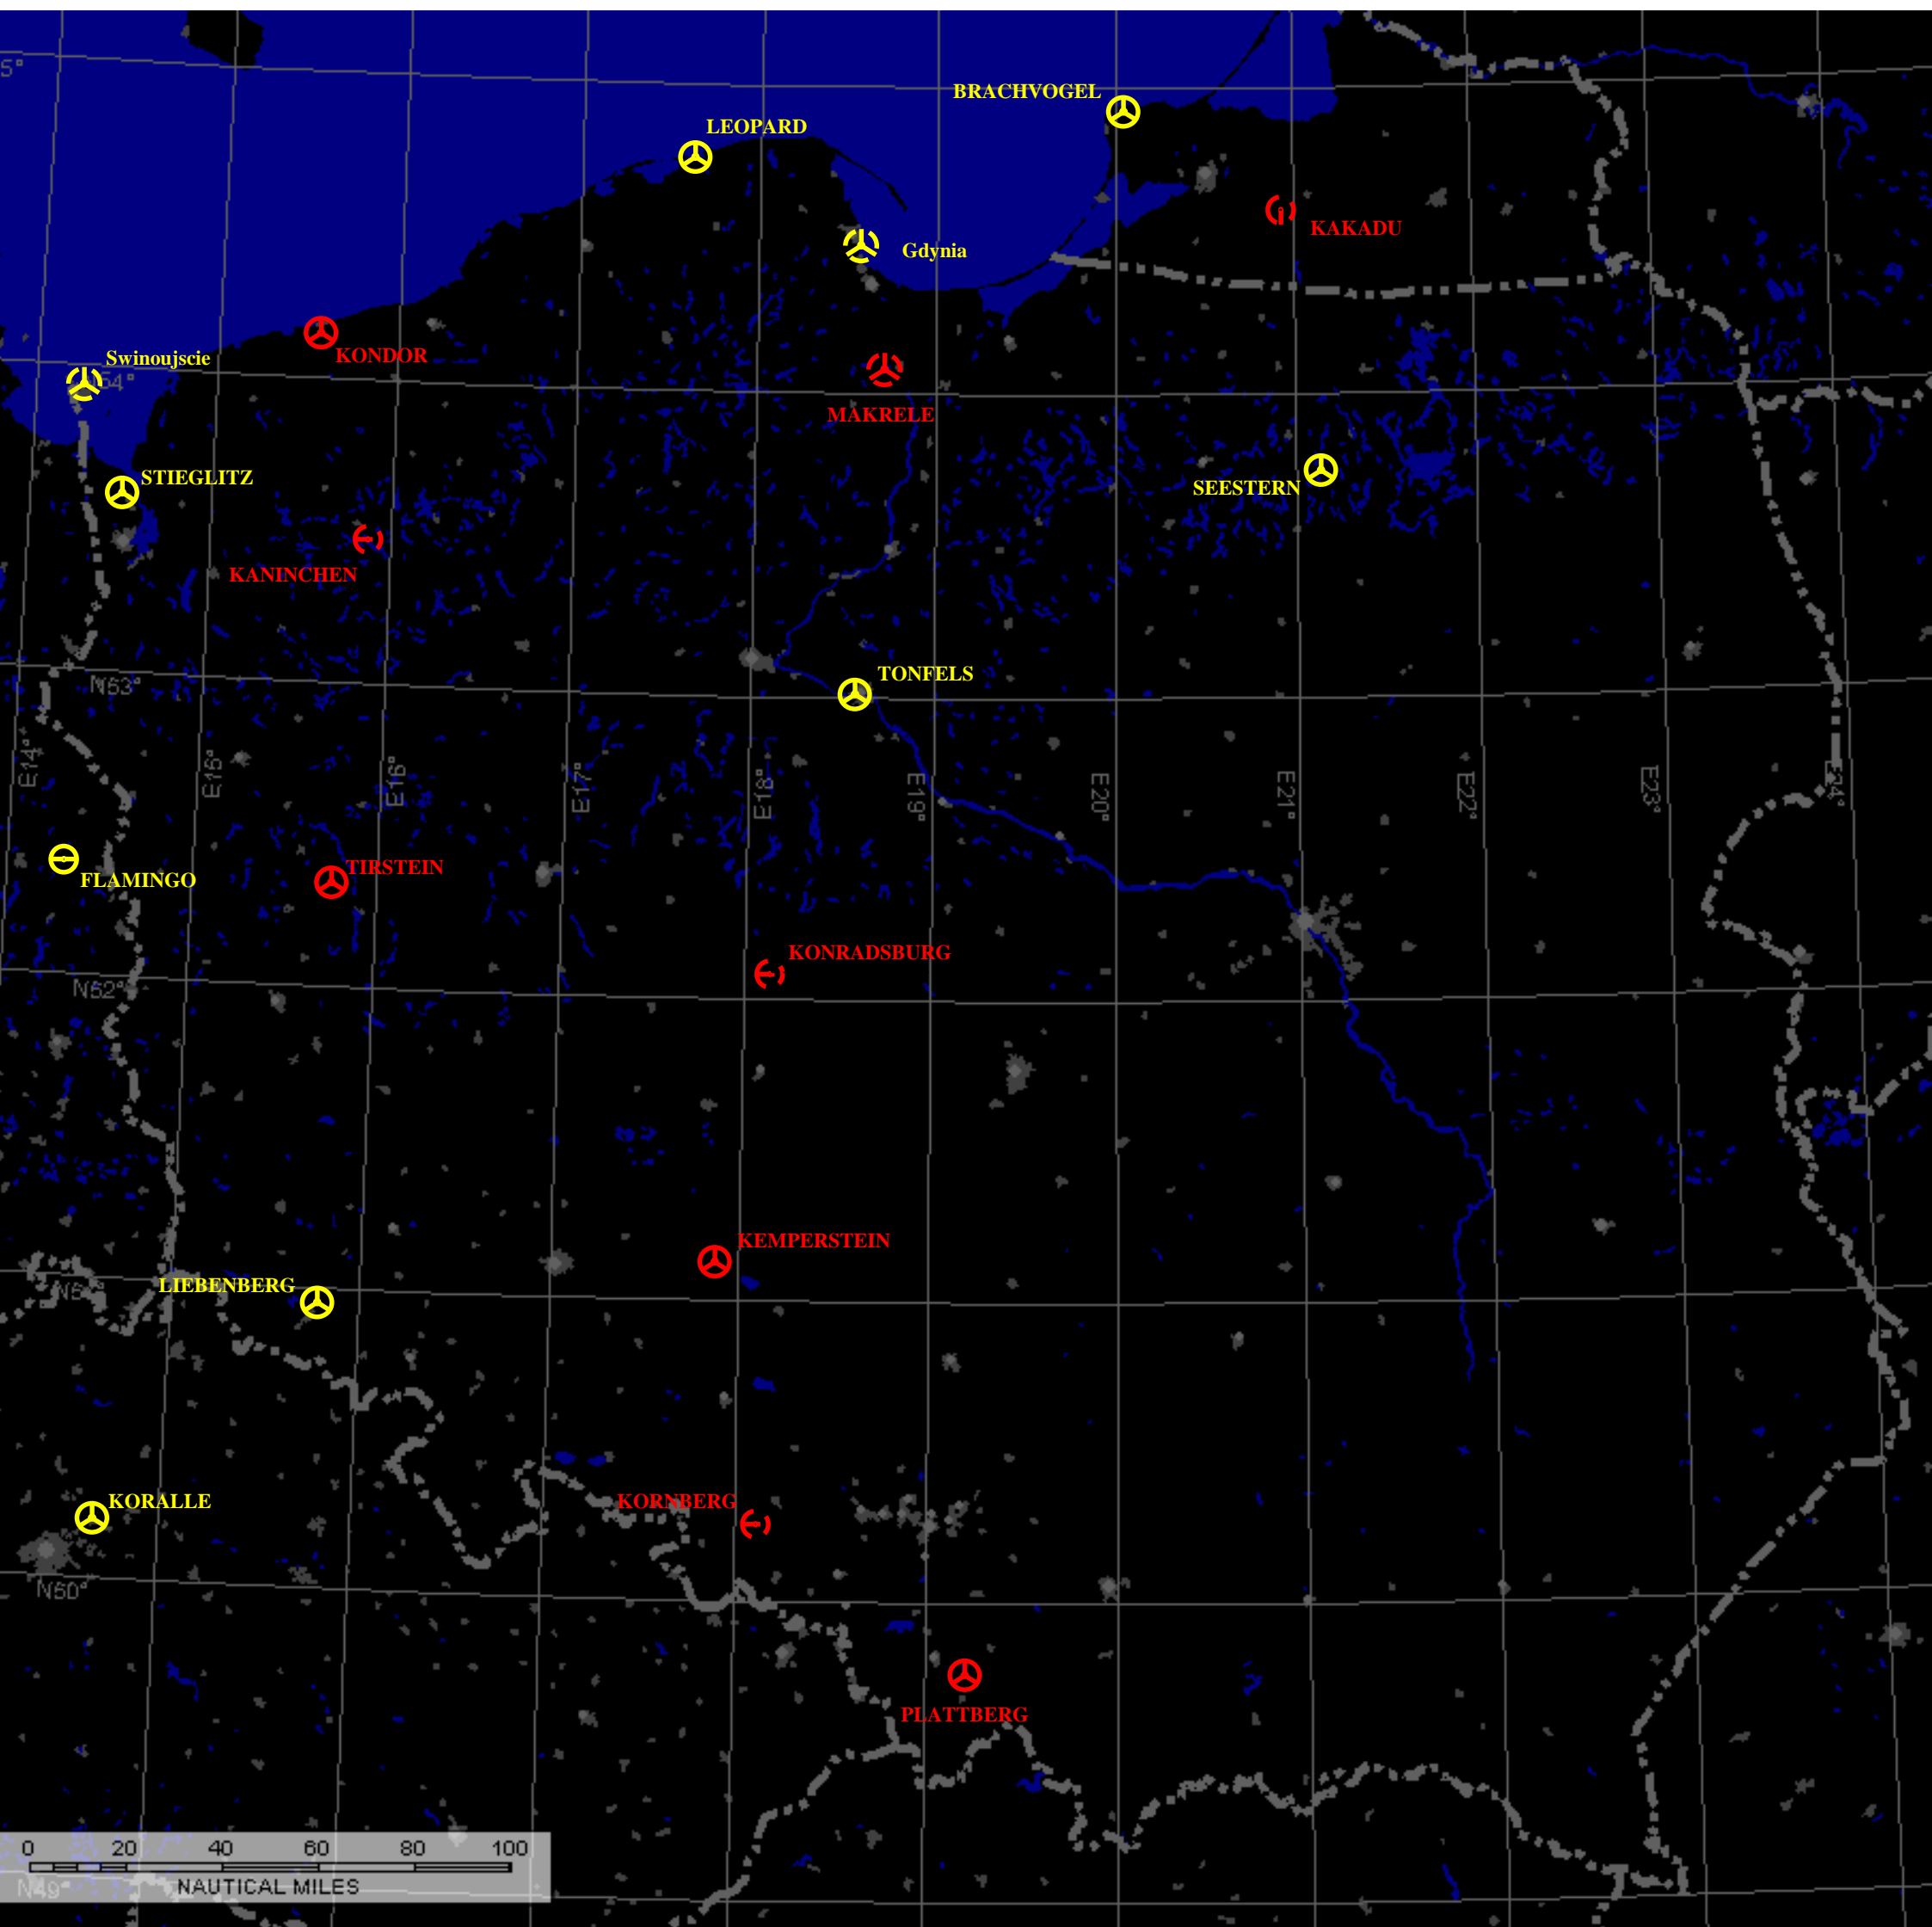 5°
BRACHVOGEL
LEOPARD
KAKADU
Gdynia
KONDOR
Swinoujscie
54°
MAKRELE
STIEGLITZ
SEESTERN
KANINCHEN
TONFELS
N53°
E14°
E15°
E16°
E17°
E18°
E19°
E20°
E21°
E22°
E23°
E24°
TIRSTEIN
FLAMINGO
KONRADSBURG
N52°
KEMPERSTEIN
LIEBENBERG
KORALLE
KORNBERG
N50°
PLATTBERG
0 20 40 60 80 100
NAUTICAL MILES
N49°